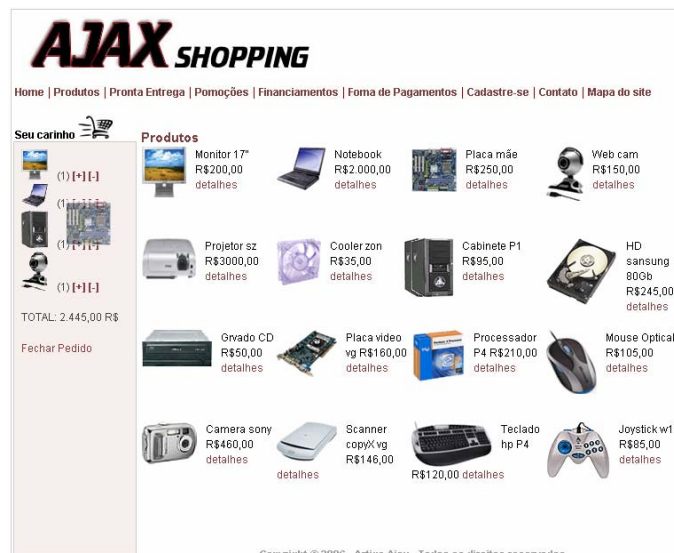 AJAX SHOPPING
Home | Produtos | Pronta Entrega | Pomoções | Financiamentos | Foma de Pagamentos | Cadastre-se | Contato | Mapa do site
Seu carinho
(1) [+] [-]
(1) [+] [-]
(1) [+] [-]
(1) [+] [-]
TOTAL: 2.445,00 R$
Fechar Pedido
Produtos
Monitor 17"
R$200,00
detalhes
Notebook
R$2.000,00
detalhes
Placa mãe
R$250,00
detalhes
Web cam
R$150,00
detalhes
Projetor sz
R$3000,00
detalhes
Cooler zon
R$35,00
detalhes
Cabinete P1
R$95,00
detalhes
HD
sansung
80Gb
R$245,00
detalhes
Grvado CD
R$50,00
detalhes
Placa video
vg R$160,00
detalhes
Processador
P4 R$210,00
detalhes
Mouse Optical
R$105,00
detalhes
Camera sony
R$460,00
detalhes
Scanner
copyX vg
R$146,00
detalhes
Teclado
hp P4
R$120,00 detalhes
Joystick w1
R$85,00
detalhes